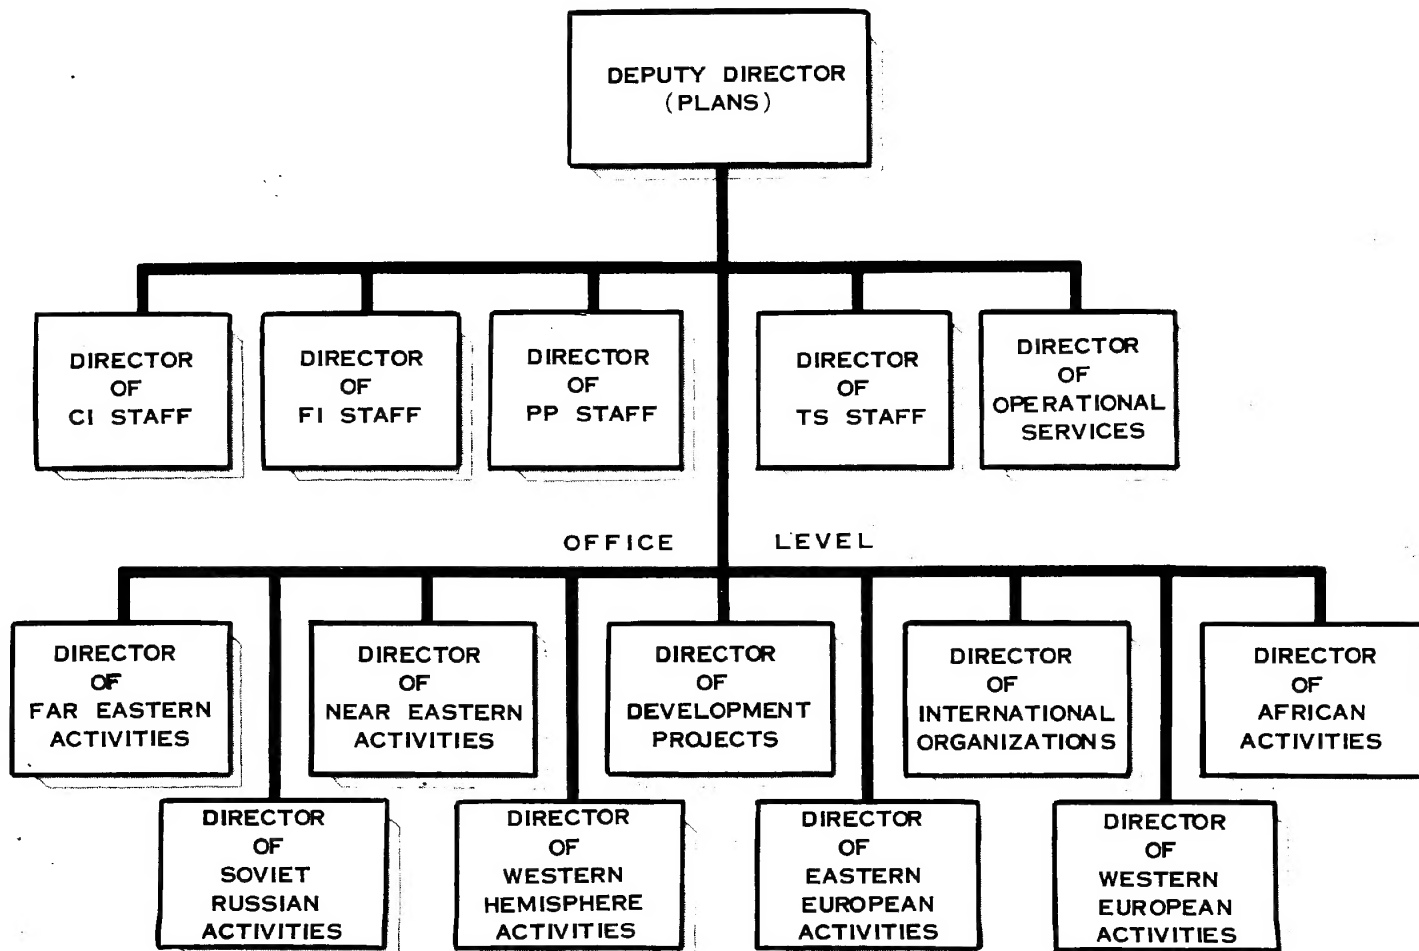 DEPUTY DIRECTOR
(PLANS)
DIRECTOR
OF
CI STAFF
DIRECTOR
OF
FI STAFF
DIRECTOR
OF
PP STAFF
DIRECTOR
OF
TS STAFF
DIRECTOR
OF
OPERATIONAL
SERVICES
OFFICE LEVEL
DIRECTOR
OF
FAR EASTERN
ACTIVITIES
DIRECTOR
OF
NEAR EASTERN
ACTIVITIES
DIRECTOR
OF
DEVELOPMENT
PROJECTS
DIRECTOR
OF
INTERNATIONAL
ORGANIZATIONS
DIRECTOR
OF
AFRICAN
ACTIVITIES
DIRECTOR
OF
SOVIET
RUSSIAN
ACTIVITIES
DIRECTOR
OF
WESTERN
HEMISPHERE
ACTIVITIES
DIRECTOR
OF
EASTERN
EUROPEAN
ACTIVITIES
DIRECTOR
OF
WESTERN
EUROPEAN
ACTIVITIES